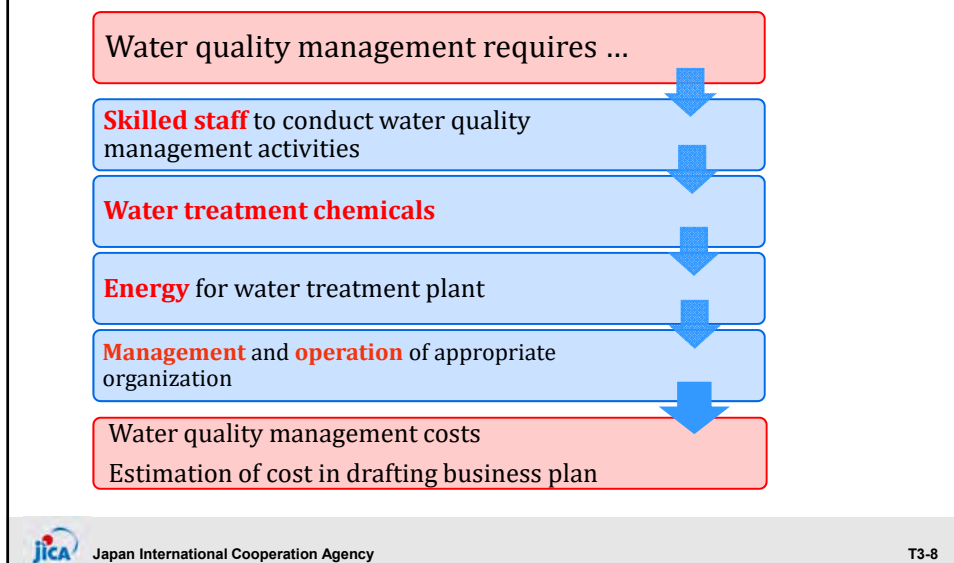 Water quality management requires …
Skilled staff to conduct water quality
management activities
Water treatment chemicals
Energy for water treatment plant
Management and operation of appropriate
organization
Water quality management costs
Estimation of cost in drafting business plan
jica Japan International Cooperation Agency T3-8